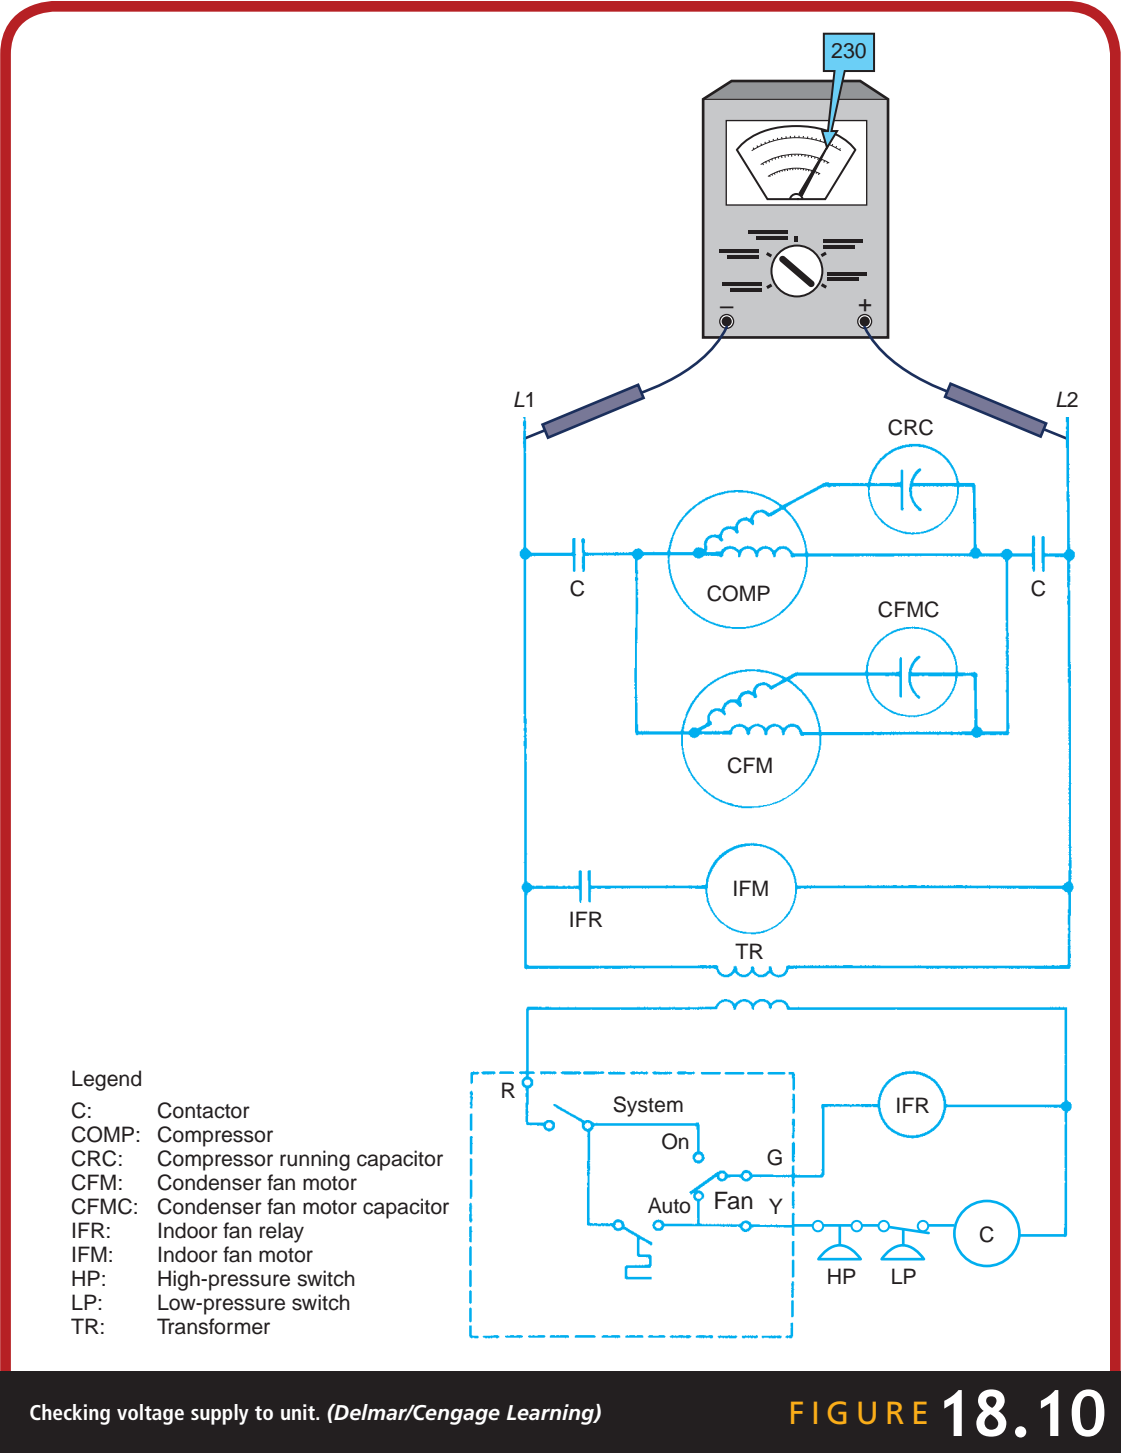 230
–
+
L1
L2
CRC
C
COMP
C
CFMC
CFM
IFM
IFR
TR
Legend
C: Contactor
COMP: Compressor
CRC: Compressor running capacitor
CFM: Condenser fan motor
CFMC: Condenser fan motor capacitor
IFR: Indoor fan relay
IFM: Indoor fan motor
HP: High-pressure switch
LP: Low-pressure switch
TR: Transformer
R
System
On
G
Auto
Fan
Y
IFR
C
HP
LP
Checking voltage supply to unit. (Delmar/Cengage Learning)
FIGURE 18.10